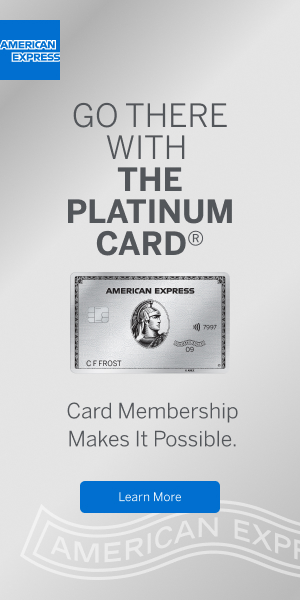 AMERICAN
EXPRESS
GO THERE
WITH
THE
PLATINUM
CARD®
AMERICAN EXPRESS
7997
09
C F FROST
Card Membership
Makes It Possible.
Learn More
AMERICAN EXPR